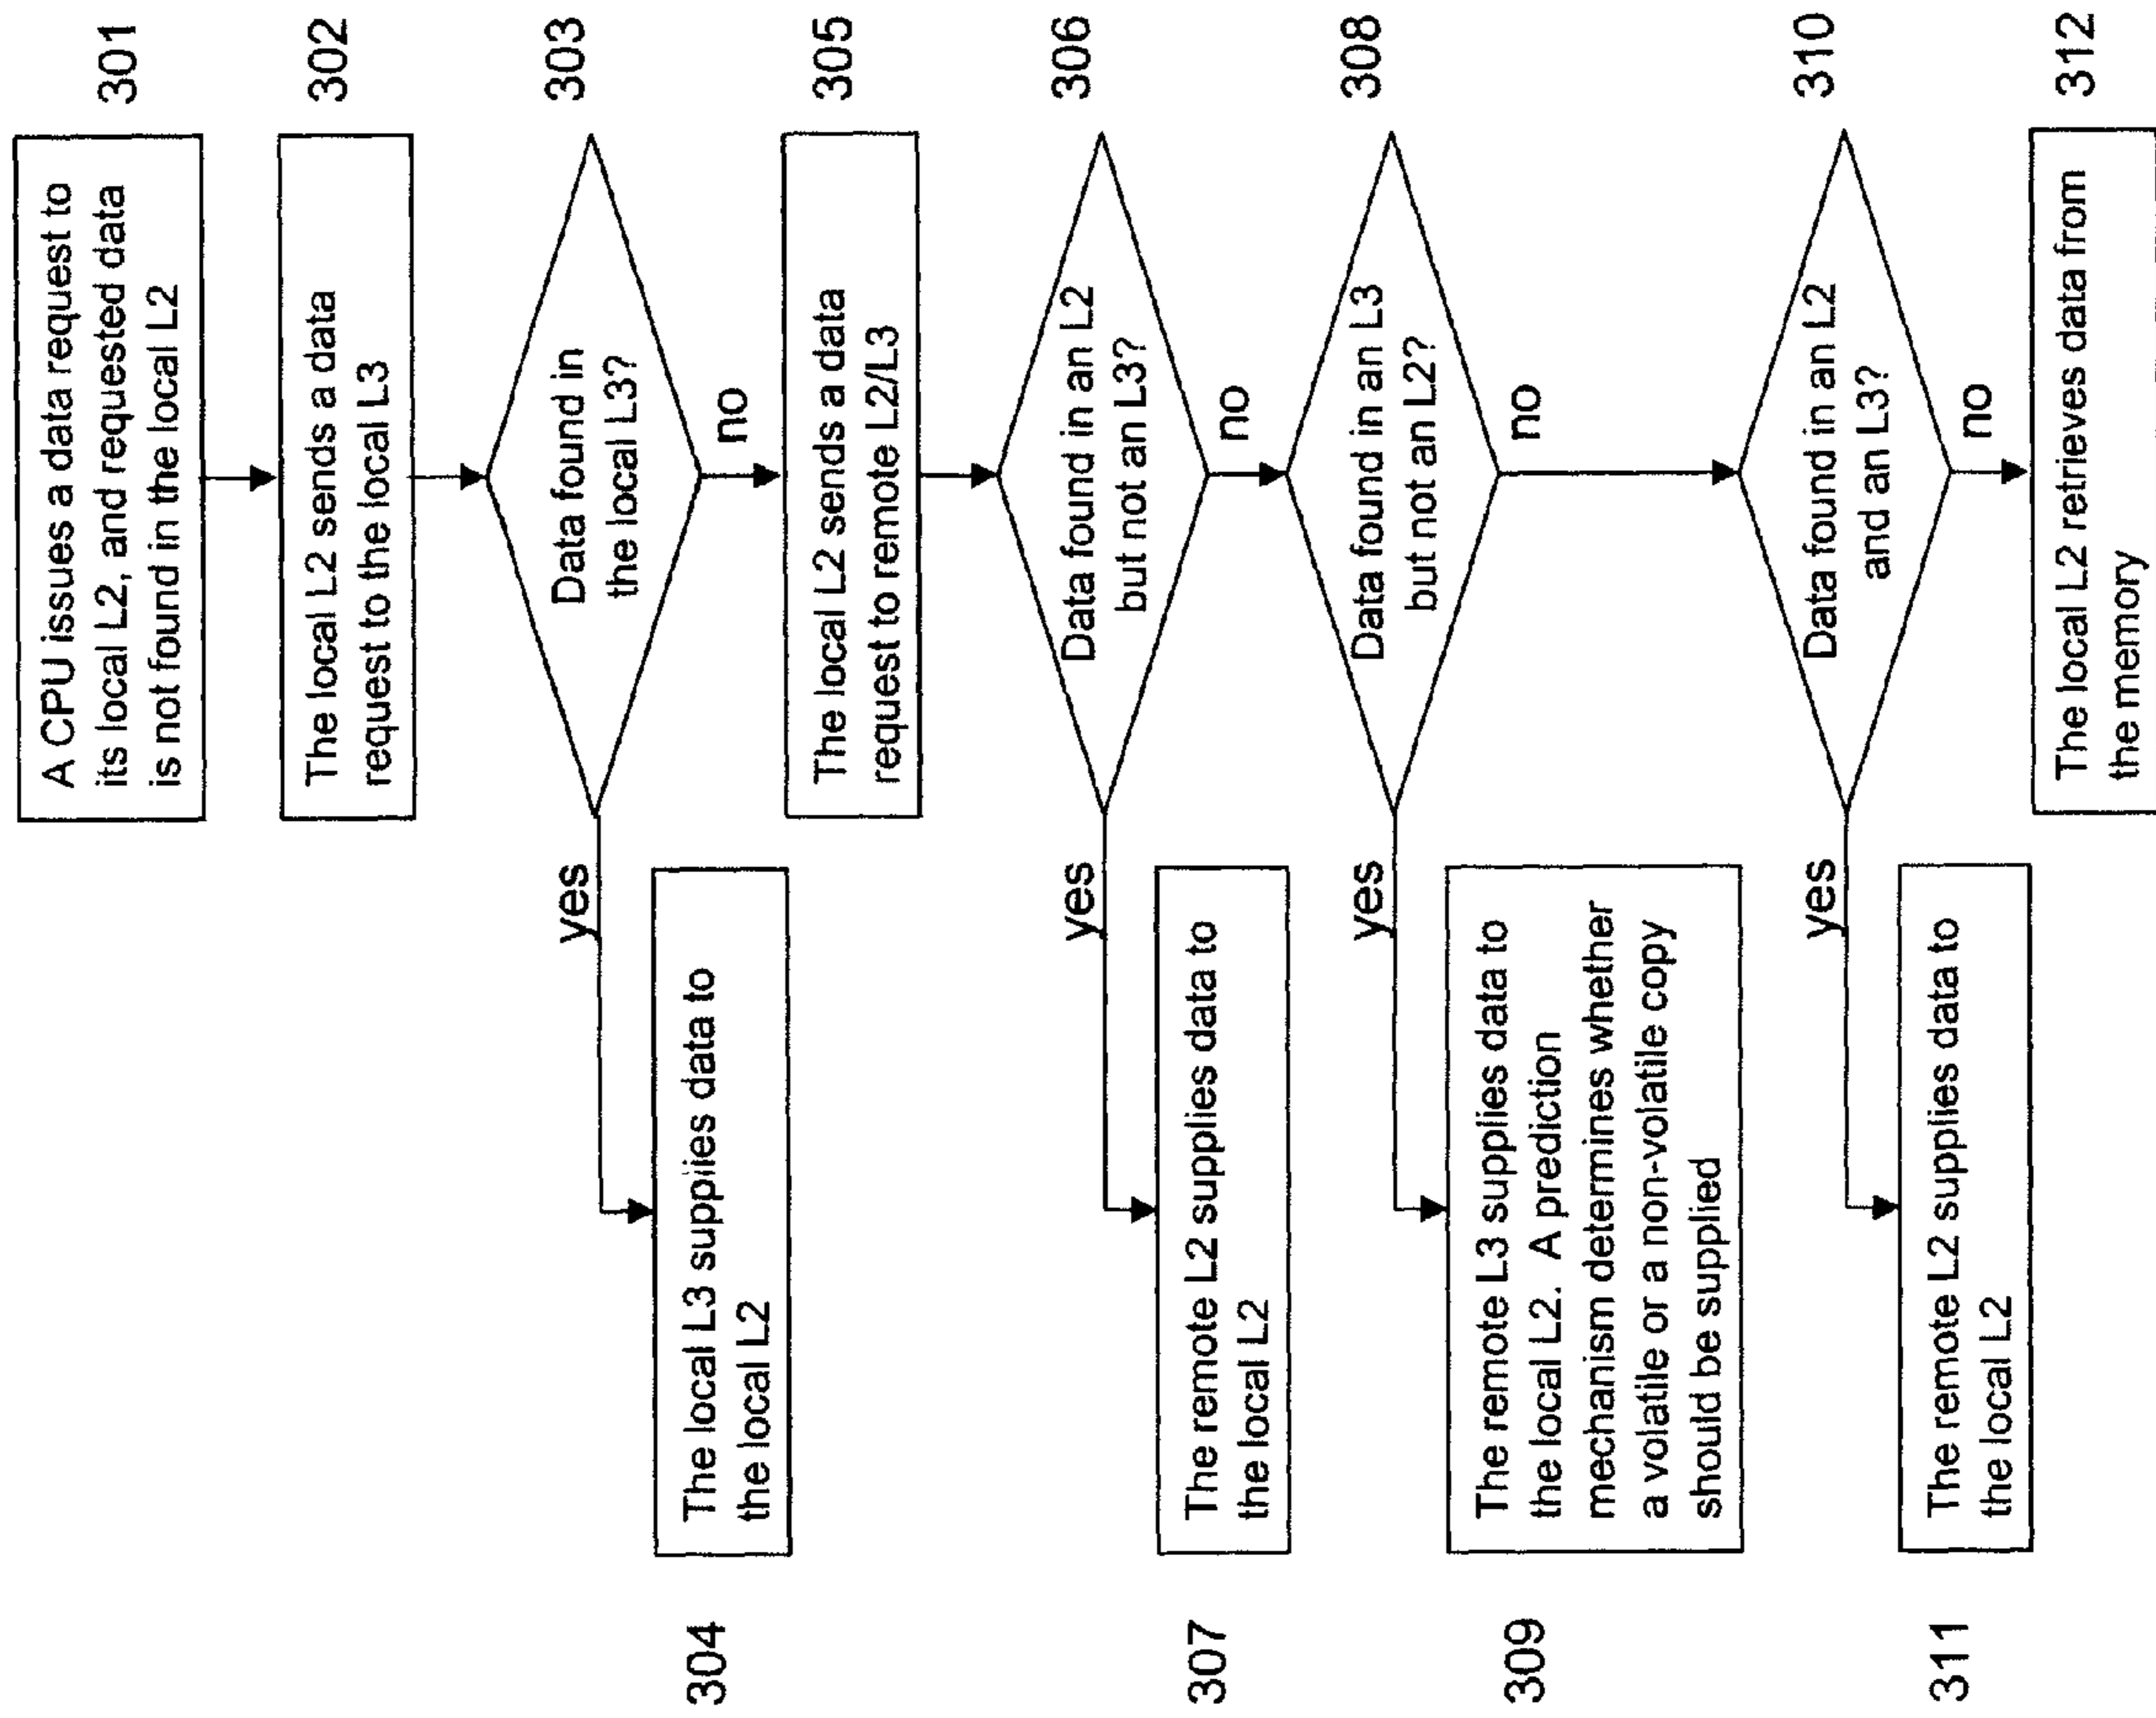 A CPU issues a data request to
its local L2, and requested data
is not found in the local L2
301
The local L2 sends a data
request to the local L3
302
Data found in
the local L3?
303
yes
no
304
The local L3 supplies data to
the local L2
The local L2 sends a data
request to remote L2/L3
305
Data found in an L2
but not an L3?
306
yes
no
307
The remote L2 supplies data to
the local L2
Data found in an L3
but not an L2?
308
yes
no
309
The remote L3 supplies data to
the local L2. A prediction
mechanism determines whether
a volatile or a non-volatile copy
should be supplied
Data found in an L2
and an L3?
310
yes
no
311
The remote L2 supplies data to
the local L2
The local L2 retrieves data from
the memory
312